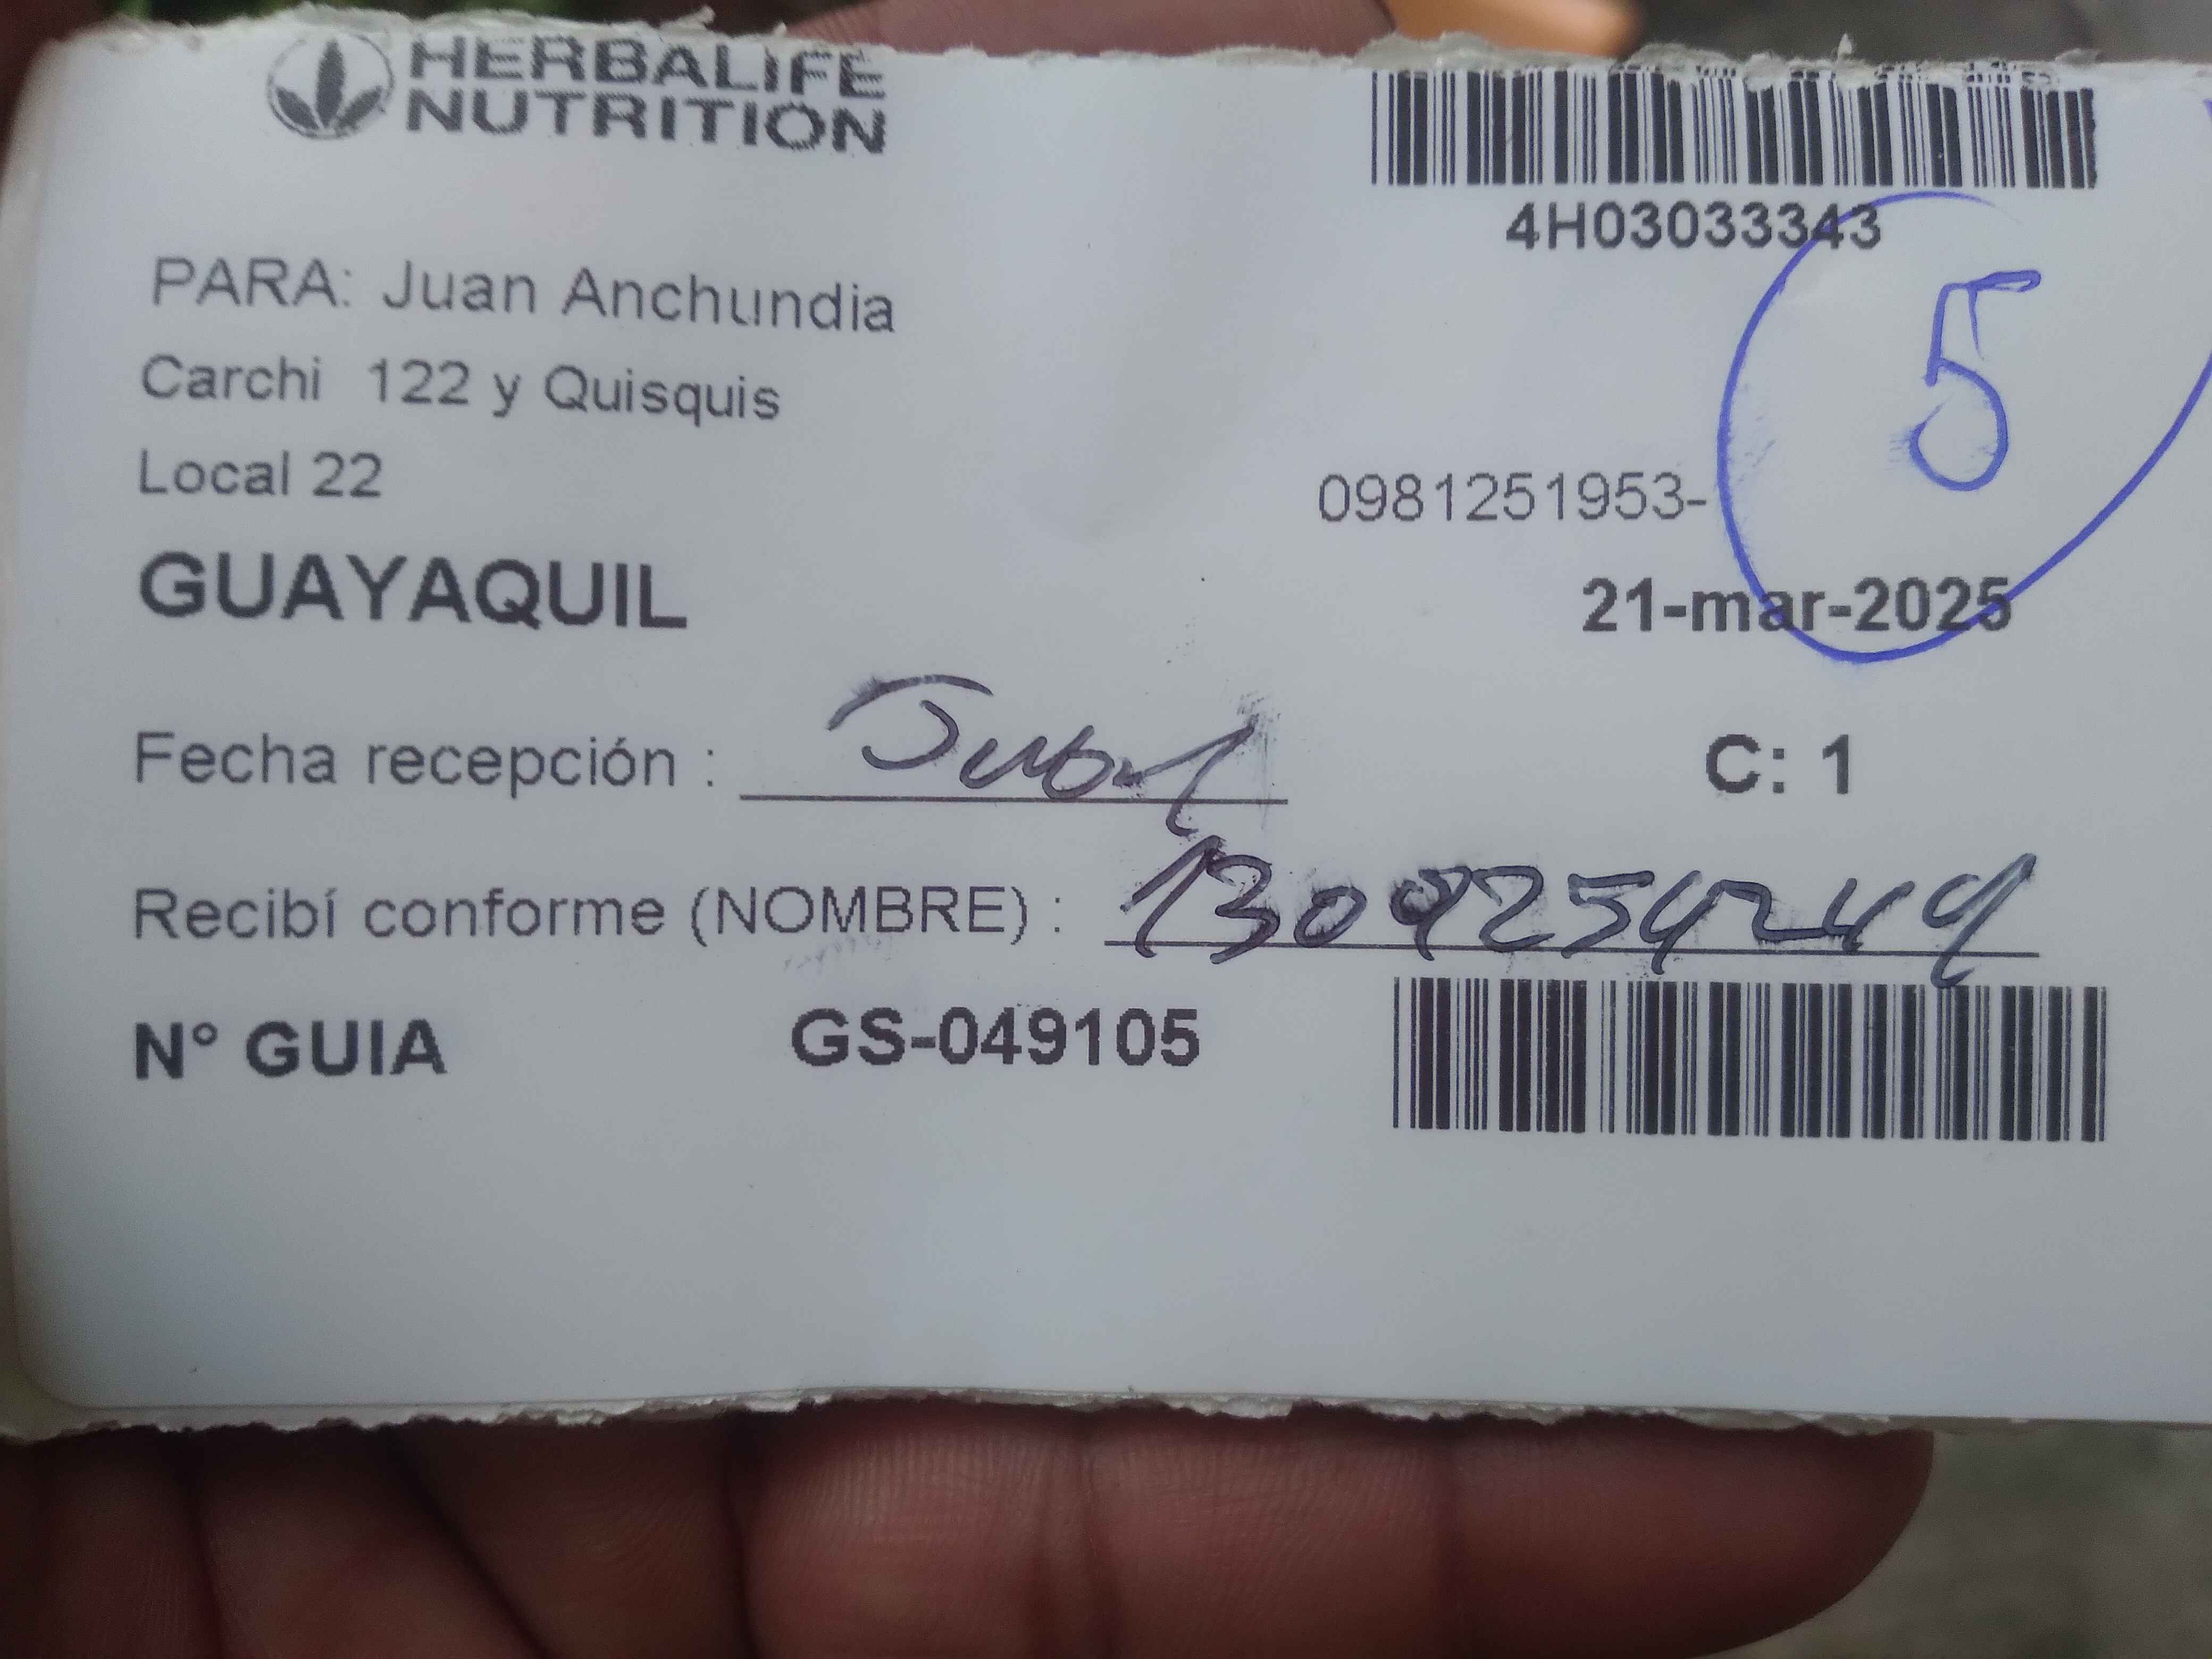 HERBALIFE
NUTRITION
4H03033343
5
PARA: Juan Anchundia
Carchi 122 y Quisquis
Local 22
0981251953-
GUAYAQUIL
21-mar-2025
Fecha recepción :
C: 1
Recibí conforme (NOMBRE) : 1309254249
N° GUIA GS-049105